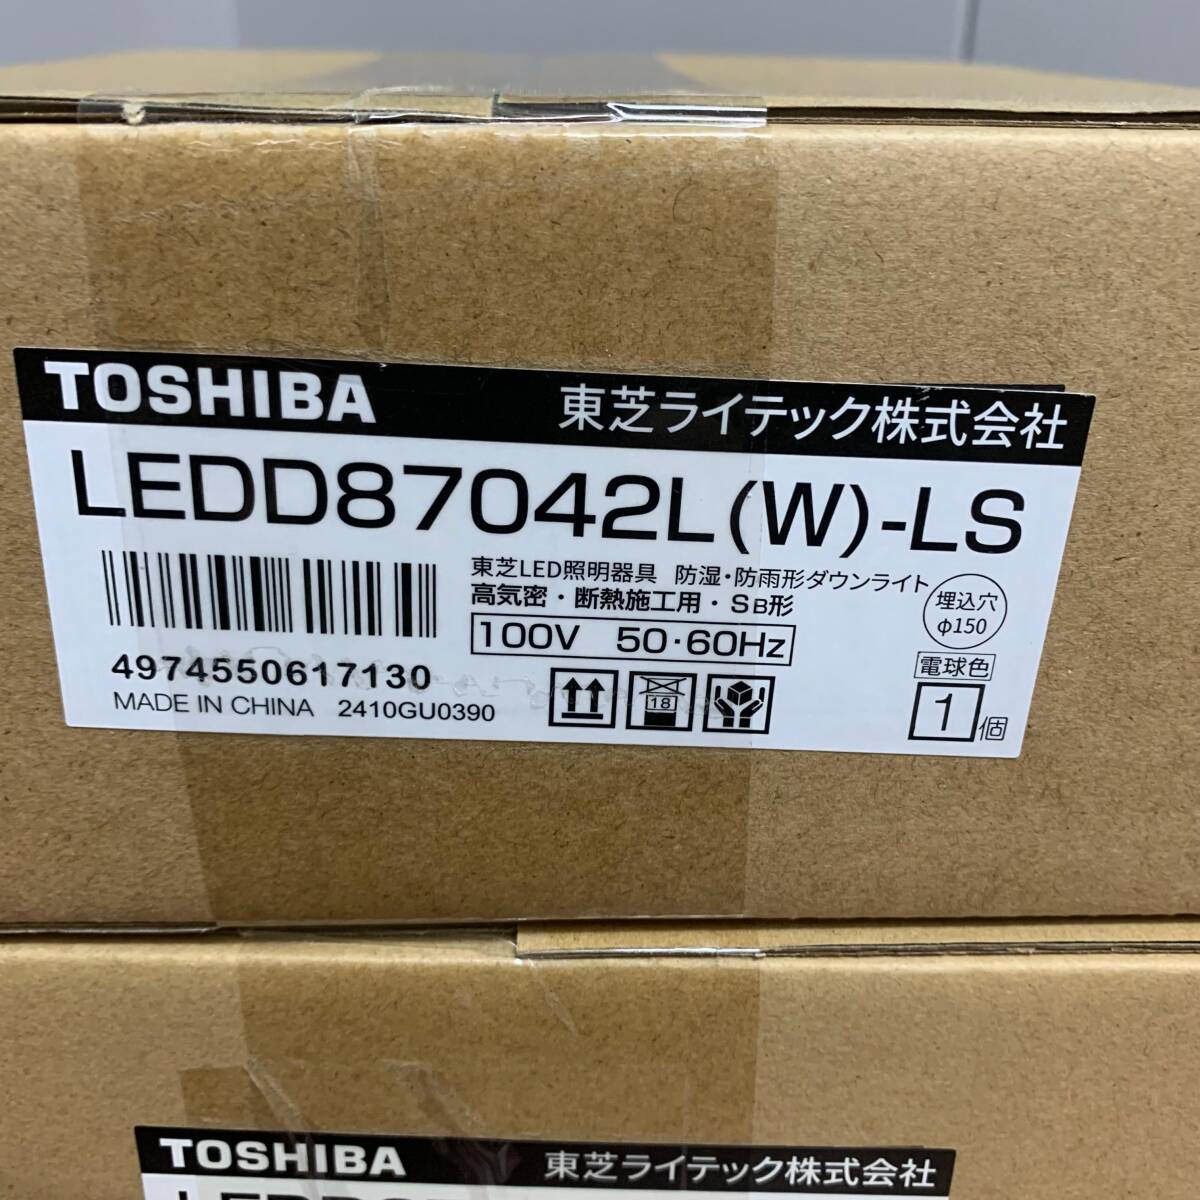 TOSHIBA 東芝ライテック株式会社
LEDD87042L(W)-LS
東芝LED照明器具 防湿・防雨形ダウンライト
高気密・断熱施工用・SB形
埋込穴
φ150
100V 50・60Hz
4974550617130
電球色
MADE IN CHINA 2410GU0390
18
1個
TOSHIBA 東芝ライテック株式会社